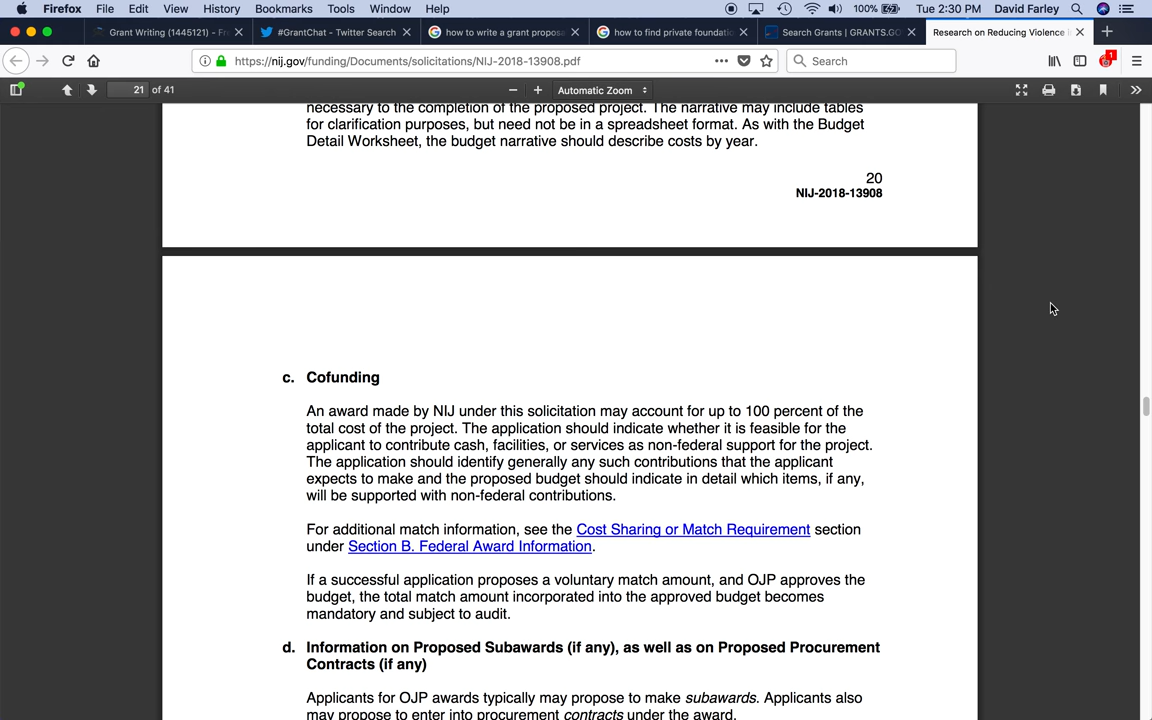 Firefox File Edit View History Bookmarks Tools Window Help 100% Tue 2:30 PM David Farley
Grant Writing (1445121) - Fr
#GrantChat - Twitter Search
how to write a grant proposa
how to find private foundatio
Search Grants | GRANTS.GO
Research on Reducing Violence
https://nij.gov/funding/Documents/solicitations/NIJ-2018-13908.pdf
Search
1
21 of 41
Automatic Zoom
necessary to the completion of the proposed project. The narrative may include tables
for clarification purposes, but need not be in a spreadsheet format. As with the Budget
Detail Worksheet, the budget narrative should describe costs by year.
20
NIJ-2018-13908
c. Cofunding
An award made by NIJ under this solicitation may account for up to 100 percent of the
total cost of the project. The application should indicate whether it is feasible for the
applicant to contribute cash, facilities, or services as non-federal support for the project.
The application should identify generally any such contributions that the applicant
expects to make and the proposed budget should indicate in detail which items, if any,
will be supported with non-federal contributions.
For additional match information, see the Cost Sharing or Match Requirement section
under Section B. Federal Award Information.
If a successful application proposes a voluntary match amount, and OJP approves the
budget, the total match amount incorporated into the approved budget becomes
mandatory and subject to audit.
d. Information on Proposed Subawards (if any), as well as on Proposed Procurement
Contracts (if any)
Applicants for OJP awards typically may propose to make subawards. Applicants also
may propose to enter into procurement contracts under the award.